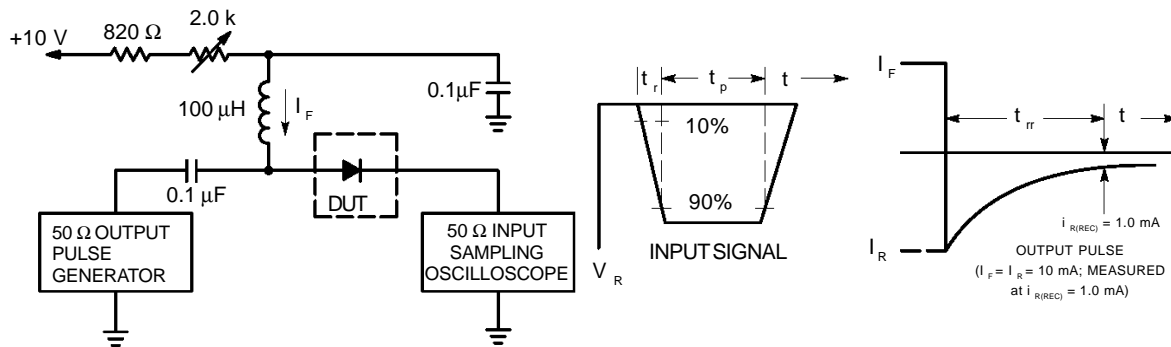 +10 V
820 Ω
2.0 k
100 μH
I F
0.1μF
0.1 μF
DUT
50 Ω OUTPUT
PULSE
GENERATOR
50 Ω INPUT
SAMPLING
OSCILLOSCOPE
t r
t p
t
10%
90%
V R
INPUT SIGNAL
I F
t rr
t
i R(REC) = 1.0 mA
I R
OUTPUT PULSE
(I F = I R = 10 mA; MEASURED
at i R(REC) = 1.0 mA)